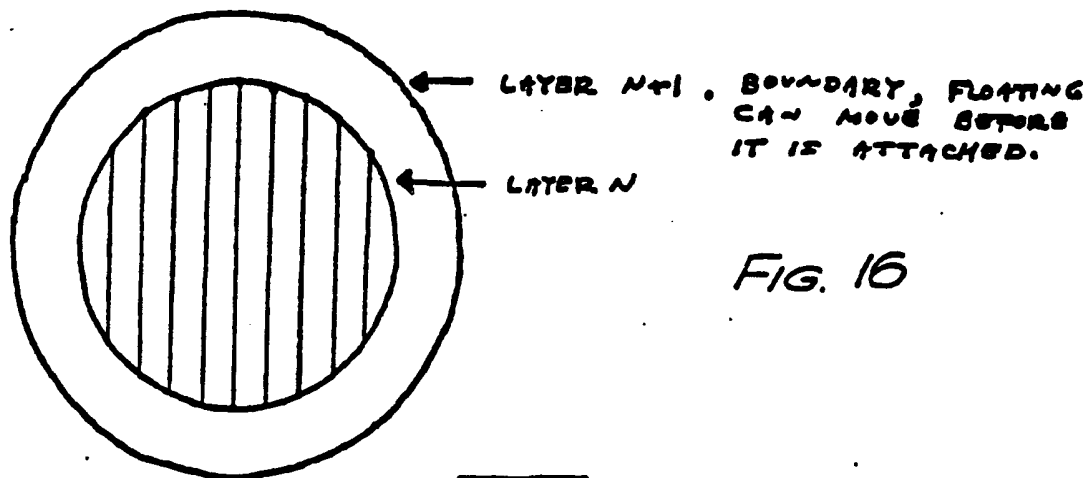 LAYER N+1. BOUNDARY, FLOATING
CAN MOVE BEFORE
IT IS ATTACHED.
LAYER N
FIG. 16